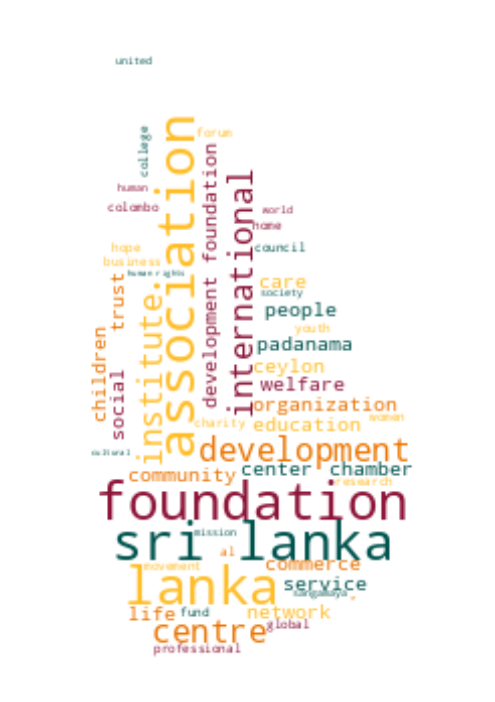 united
college
association
forum
human
colombo
development foundation
international
world
home
hope
business
human rights
council
trust
institute.
care
society
people
youth
padanama
children
social
ceylon
welfare
organization
charity
education
women
cultural
development
community
center
chamber
research
foundation
sri lanka
mission
al
movement
commerce
lanka
service
sangamaya
life
fund
network
centre
global
professional